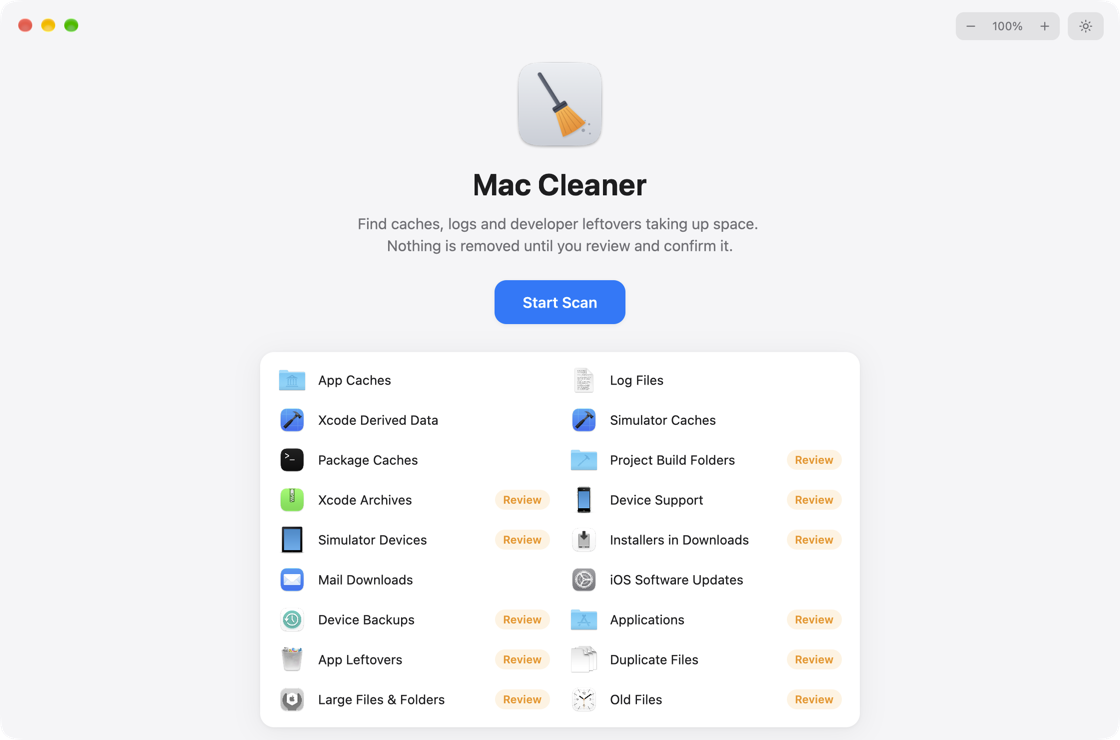 − 100% +
Mac Cleaner
Find caches, logs and developer leftovers taking up space.
Nothing is removed until you review and confirm it.
Start Scan
App Caches
Log Files
Xcode Derived Data
Simulator Caches
Package Caches
Project Build Folders Review
Xcode Archives Review
Device Support Review
Simulator Devices Review
Installers in Downloads Review
Mail Downloads
iOS Software Updates
Device Backups Review
Applications Review
App Leftovers Review
Duplicate Files Review
Large Files & Folders Review
Old Files Review